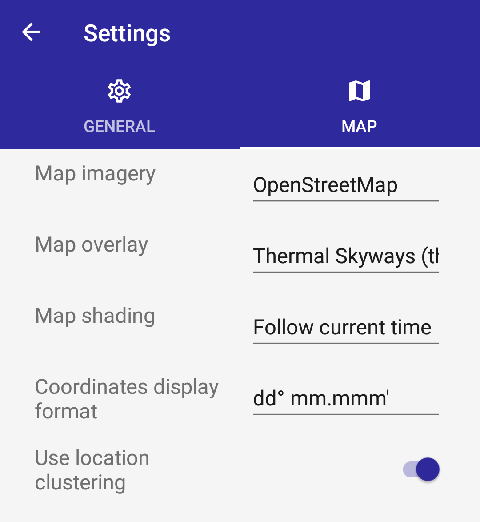 Settings
GENERAL
MAP
Map imagery
OpenStreetMap
Map overlay
Thermal Skyways (th
Map shading
Follow current time
Coordinates display
format
dd° mm.mmm'
Use location
clustering